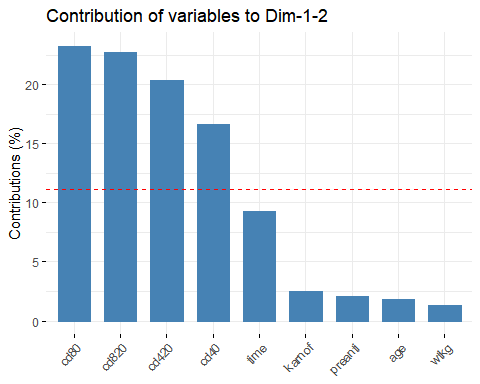 Contribution of variables to Dim-1-2
Contributions (%)
20
15
10
5
0
cd80
cd820
cd420
cd40
time
karnof
preanti
age
wtkg